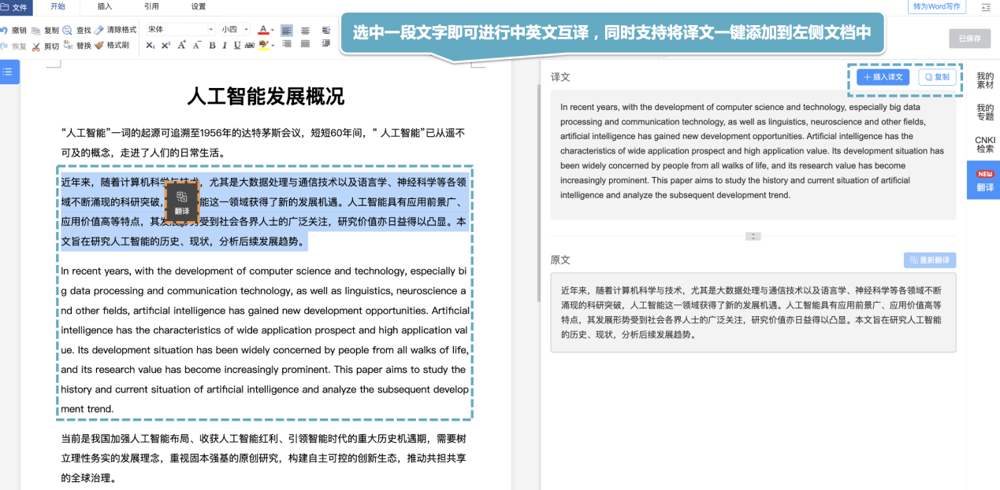 文件 开始 插入 引用 设置 转为Word写作
选中一段文字即可进行中英文互译，同时支持将译文一键添加到左侧文档中
撤销 复制 查找 清除格式 宋体 小四 A
恢复 剪切 替换 格式刷 X₂ X² A⁺ A⁻ B I U ABC
已保存
人工智能发展概况
“人工智能”一词的起源可追溯至1956年的达特茅斯会议，短短60年间，“ 人工智能”已从遥不
可及的概念，走进了人们的日常生活。
近年来，随着计算机科学与技术，尤其是大数据处理与通信技术以及语言学、神经科学等各领
域不断涌现的科研突破，能这一领域获得了新的发展机遇。人工智能具有应用前景广、
翻译
应用价值高等特点，其发展形势受到社会各界人士的广泛关注，研究价值亦日益得以凸显。本
文旨在研究人工智能的历史、现状，分析后续发展趋势。
In recent years, with the development of computer science and technology, especially bi
g data processing and communication technology, as well as linguistics, neuroscience a
nd other fields, artificial intelligence has gained new development opportunities. Artificial
intelligence has the characteristics of wide application prospect and high application val
ue. Its development situation has been widely concerned by people from all walks of life,
and its research value has become increasingly prominent. This paper aims to study the
history and current situation of artificial intelligence and analyze the subsequent develop
ment trend.
当前是我国加强人工智能布局、收获人工智能红利、引领智能时代的重大历史机遇期，需要树
立理性务实的发展理念，重视固本强基的原创研究，构建自主可控的创新生态，推动共担共享
的全球治理。
译文 插入译文 复制
In recent years, with the development of computer science and technology, especially big data
processing and communication technology, as well as linguistics, neuroscience and other fields,
artificial intelligence has gained new development opportunities. Artificial intelligence has the
characteristics of wide application prospect and high application value. Its development situation has
been widely concerned by people from all walks of life, and its research value has become
increasingly prominent. This paper aims to study the history and current situation of artificial
intelligence and analyze the subsequent development trend.
原文 重新翻译
近年来，随着计算机科学与技术，尤其是大数据处理与通信技术以及语言学、神经科学等各领域不断
涌现的科研突破，人工智能这一领域获得了新的发展机遇。人工智能具有应用前景广、应用价值高等
特点，其发展形势受到社会各界人士的广泛关注，研究价值亦日益得以凸显。本文旨在研究人工智能
的历史、现状，分析后续发展趋势。
我的
素材
我的
专题
CNKI
检索
NEW
翻译